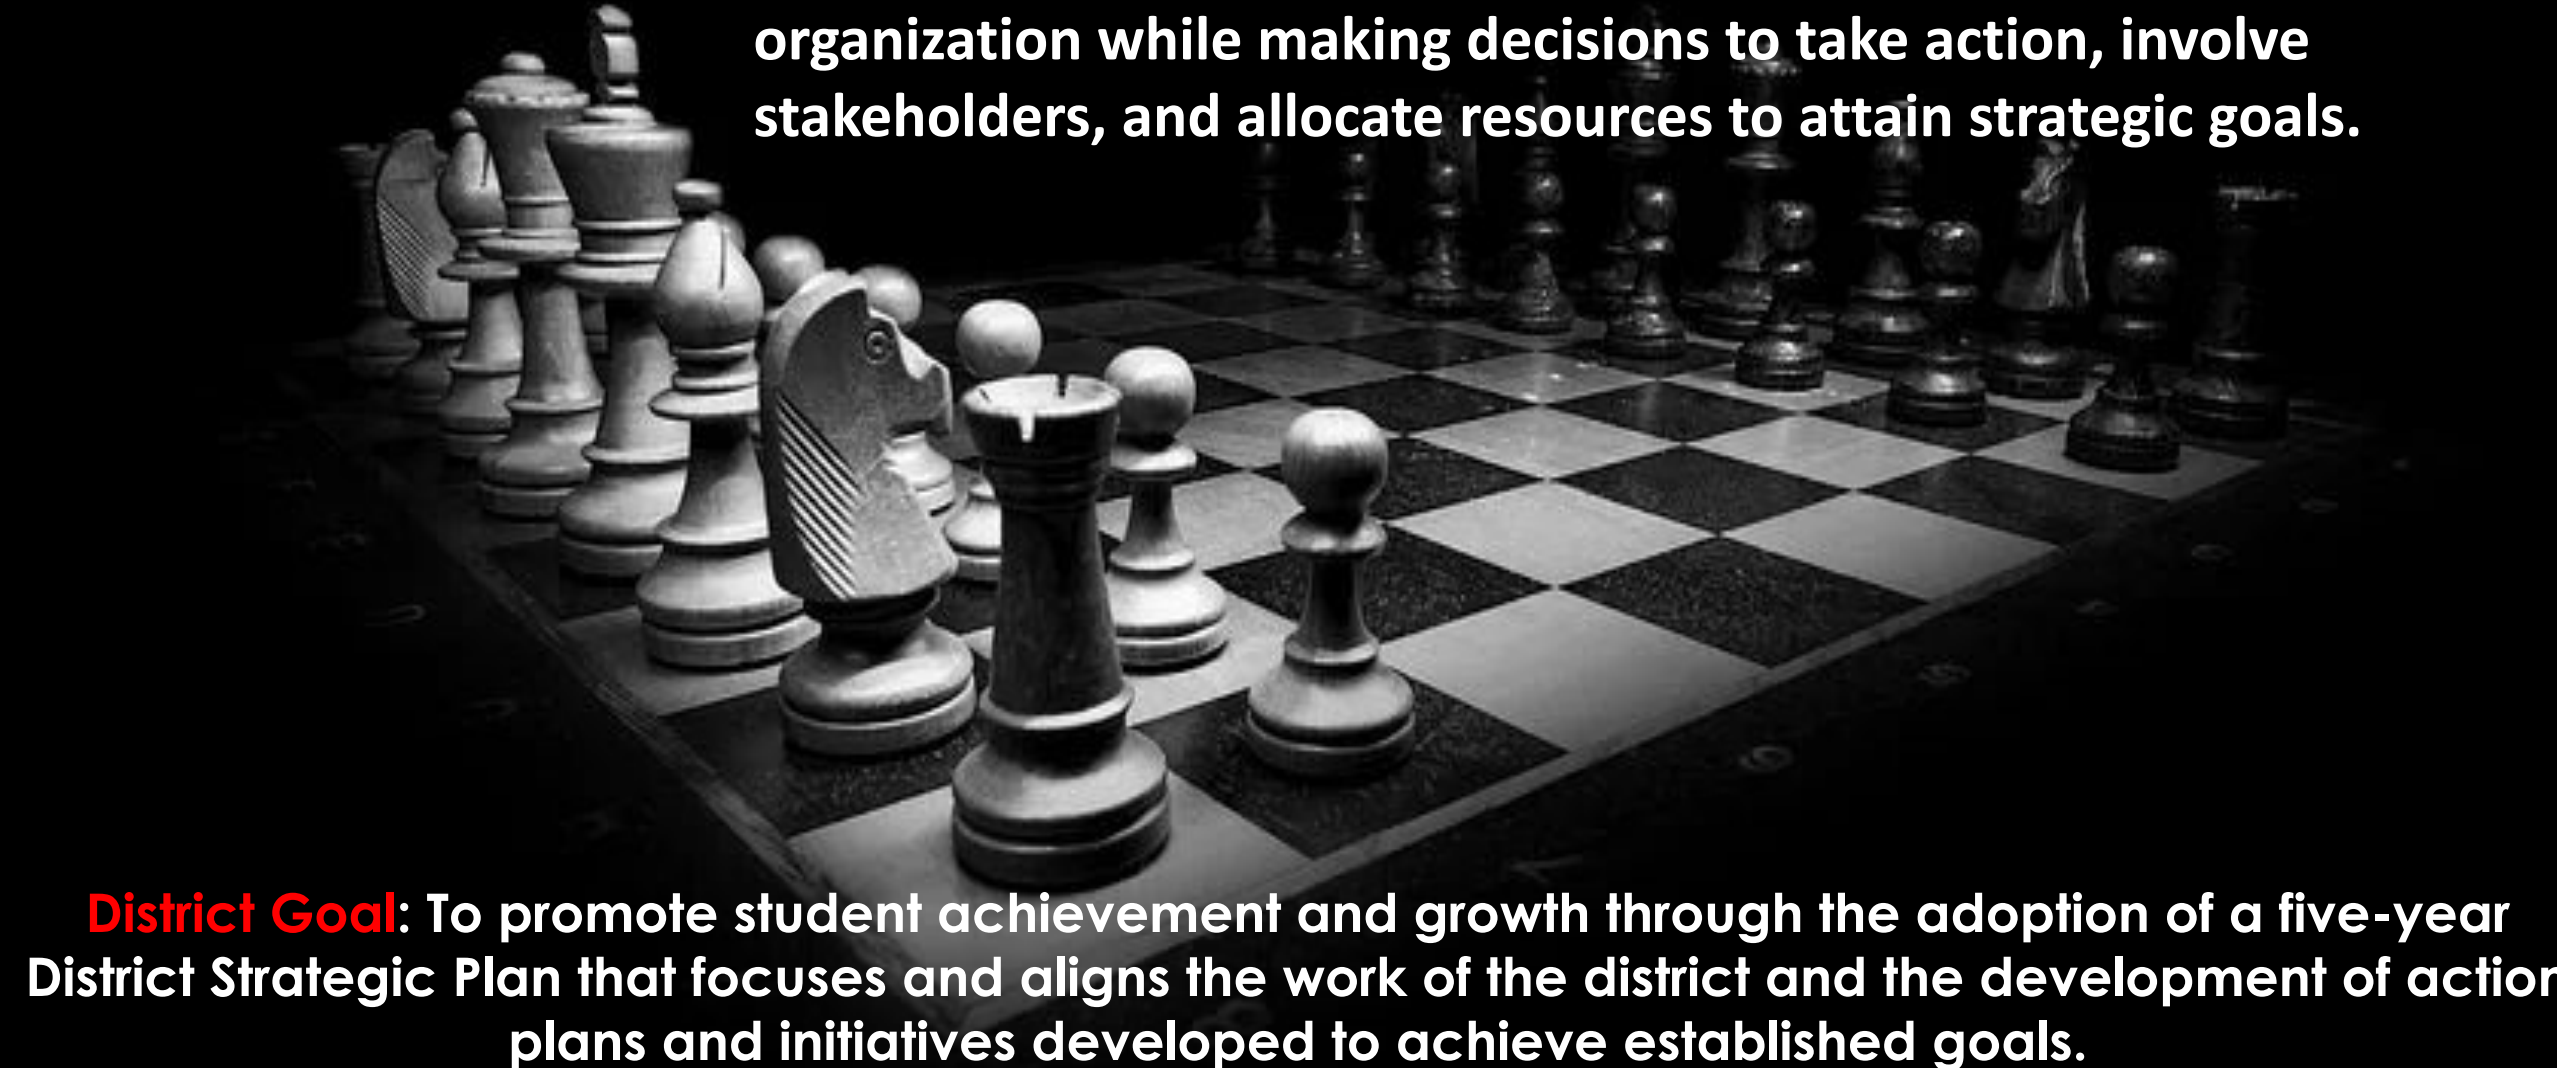 organization while making decisions to take action, involve
stakeholders, and allocate resources to attain strategic goals.
District Goal: To promote student achievement and growth through the adoption of a five-year
District Strategic Plan that focuses and aligns the work of the district and the development of action
plans and initiatives developed to achieve established goals.